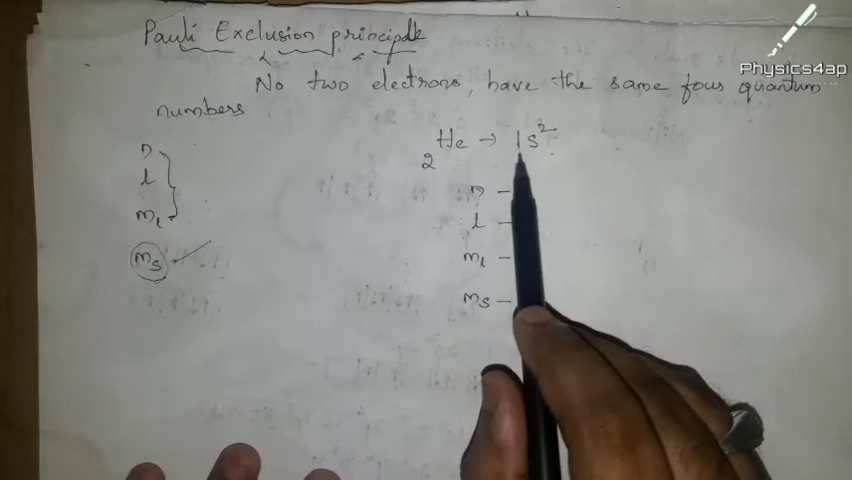 Pauli Exclusion principle
Physics4ap
No two electrons, have the same four quantum
numbers
₂He → 1s²
n
l
mₗ
mₛ
n -
l -
mₗ -
mₛ -